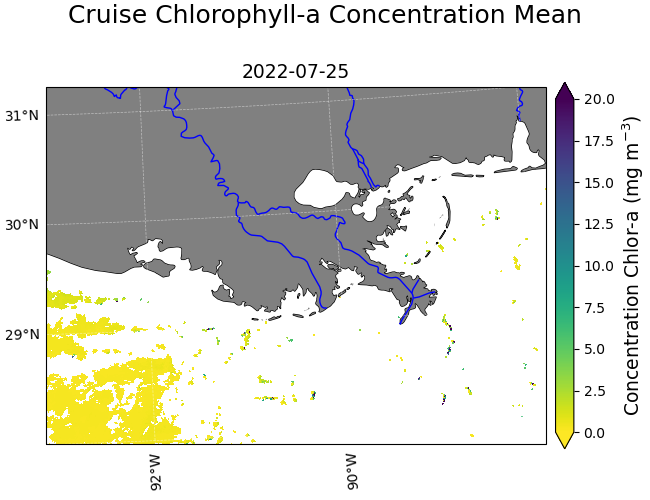 Cruise Chlorophyll-a Concentration Mean
2022-07-25
31°N
30°N
29°N
92°W
90°W
20.0
17.5
15.0
12.5
10.0
7.5
5.0
2.5
0.0
Concentration Chlor-a (mg m⁻³)